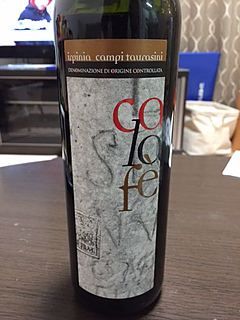 irpinia campi taurasini
DENOMINAZIONE DI ORIGINE CONTROLLATA
co
lo
fe